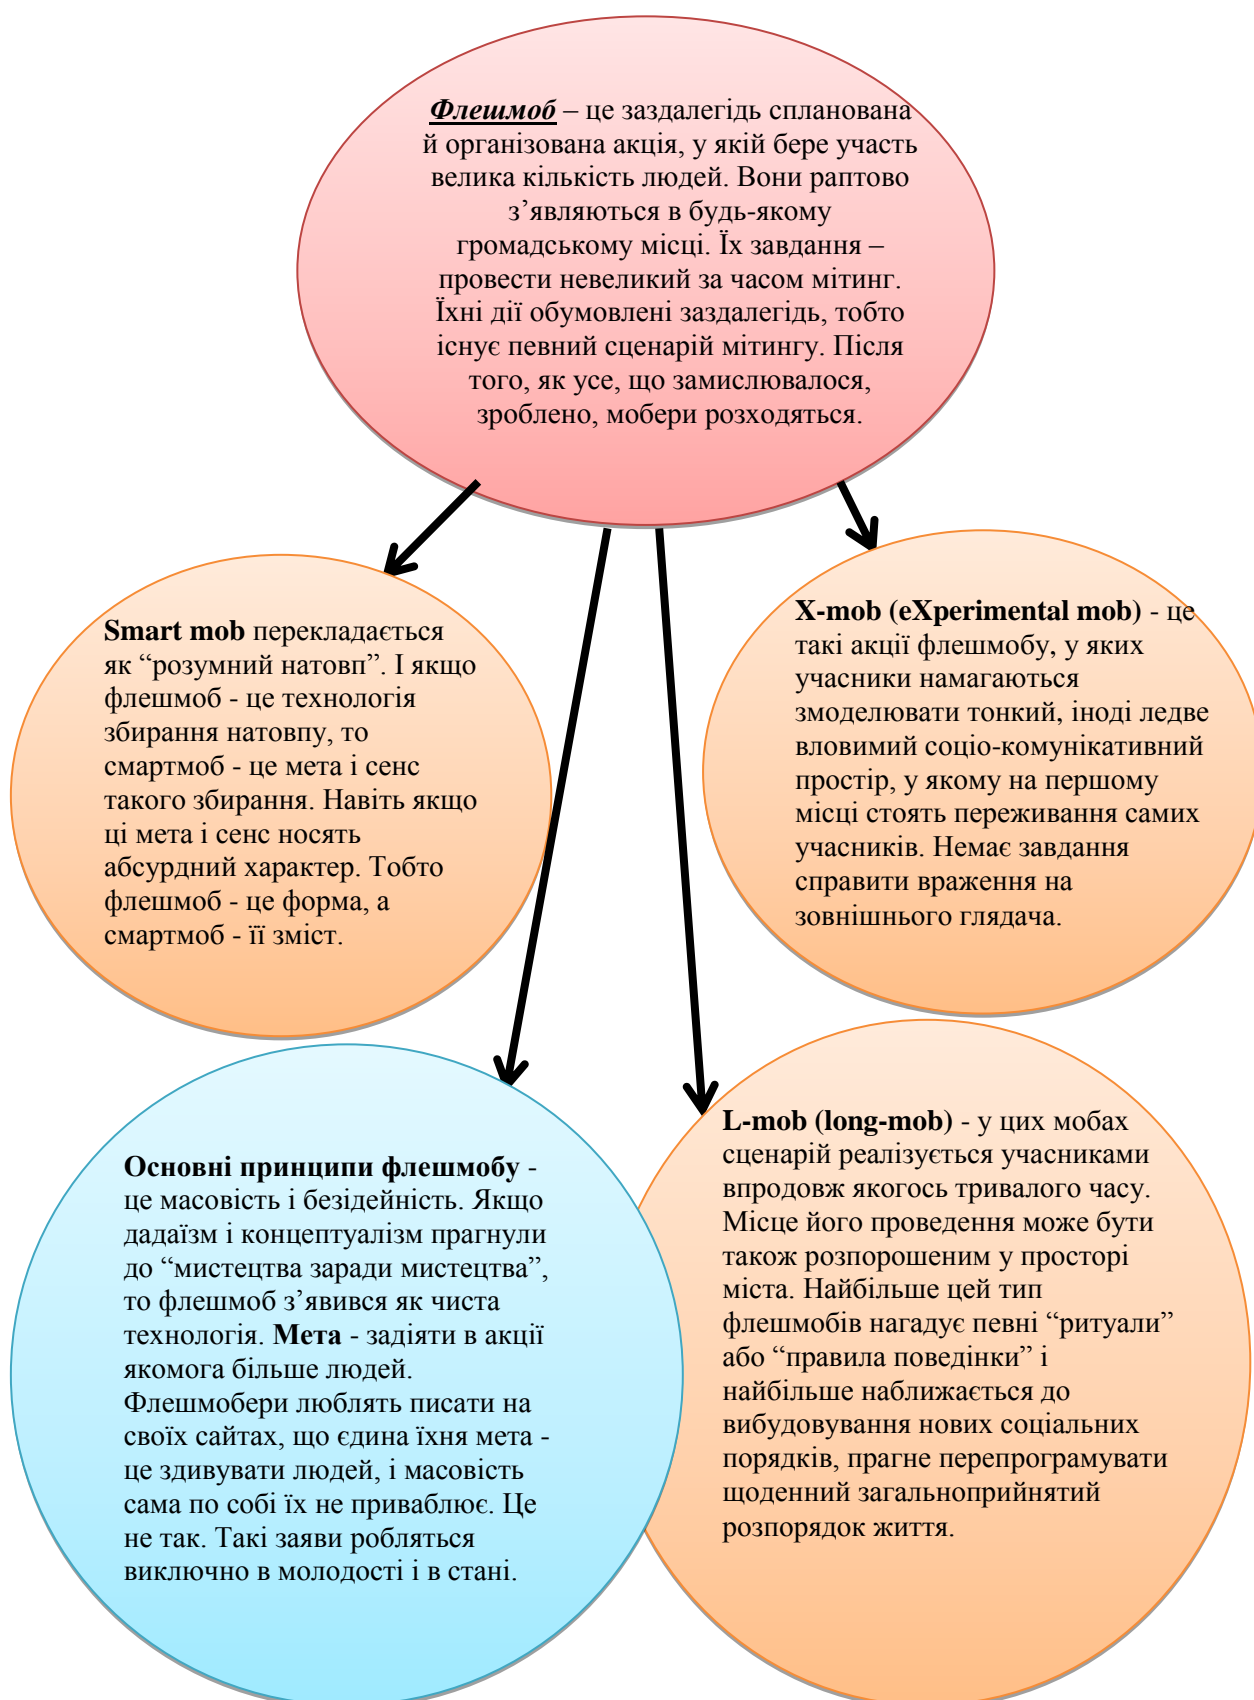 Флешмоб – це заздалегідь спланована
й організована акція, у якій бере участь
велика кількість людей. Вони раптово
з’являються в будь-якому
громадському місці. Їх завдання –
провести невеликий за часом мітинг.
Їхні дії обумовлені заздалегідь, тобто
існує певний сценарій мітингу. Після
того, як усе, що замислювалося,
зроблено, мобери розходяться.
Smart mob перекладається
як “розумний натовп”. І якщо
флешмоб - це технологія
збирання натовпу, то
смартмоб - це мета і сенс
такого збирання. Навіть якщо
ці мета і сенс носять
абсурдний характер. Тобто
флешмоб - це форма, а
смартмоб - її зміст.
X-mob (eXperimental mob) - це
такі акції флешмобу, у яких
учасники намагаються
змоделювати тонкий, іноді ледве
вловимий соціо-комунікативний
простір, у якому на першому
місці стоять переживання самих
учасників. Немає завдання
справити враження на
зовнішнього глядача.
Основні принципи флешмобу -
це масовість і безідейність. Якщо
дадаїзм і концептуалізм прагнули
до “мистецтва заради мистецтва”,
то флешмоб з’явився як чиста
технологія. Мета - задіяти в акції
якомога більше людей.
Флешмобери люблять писати на
своїх сайтах, що єдина їхня мета -
це здивувати людей, і масовість
сама по собі їх не приваблює. Це
не так. Такі заяви робляться
виключно в молодості і в стані.
L-mob (long-mob) - у цих мобах
сценарій реалізується учасниками
впродовж якогось тривалого часу.
Місце його проведення може бути
також розпорошеним у просторі
міста. Найбільше цей тип
флешмобів нагадує певні “ритуали”
або “правила поведінки” і
найбільше наближається до
вибудовування нових соціальних
порядків, прагне перепрограмувати
щоденний загальноприйнятий
розпорядок життя.